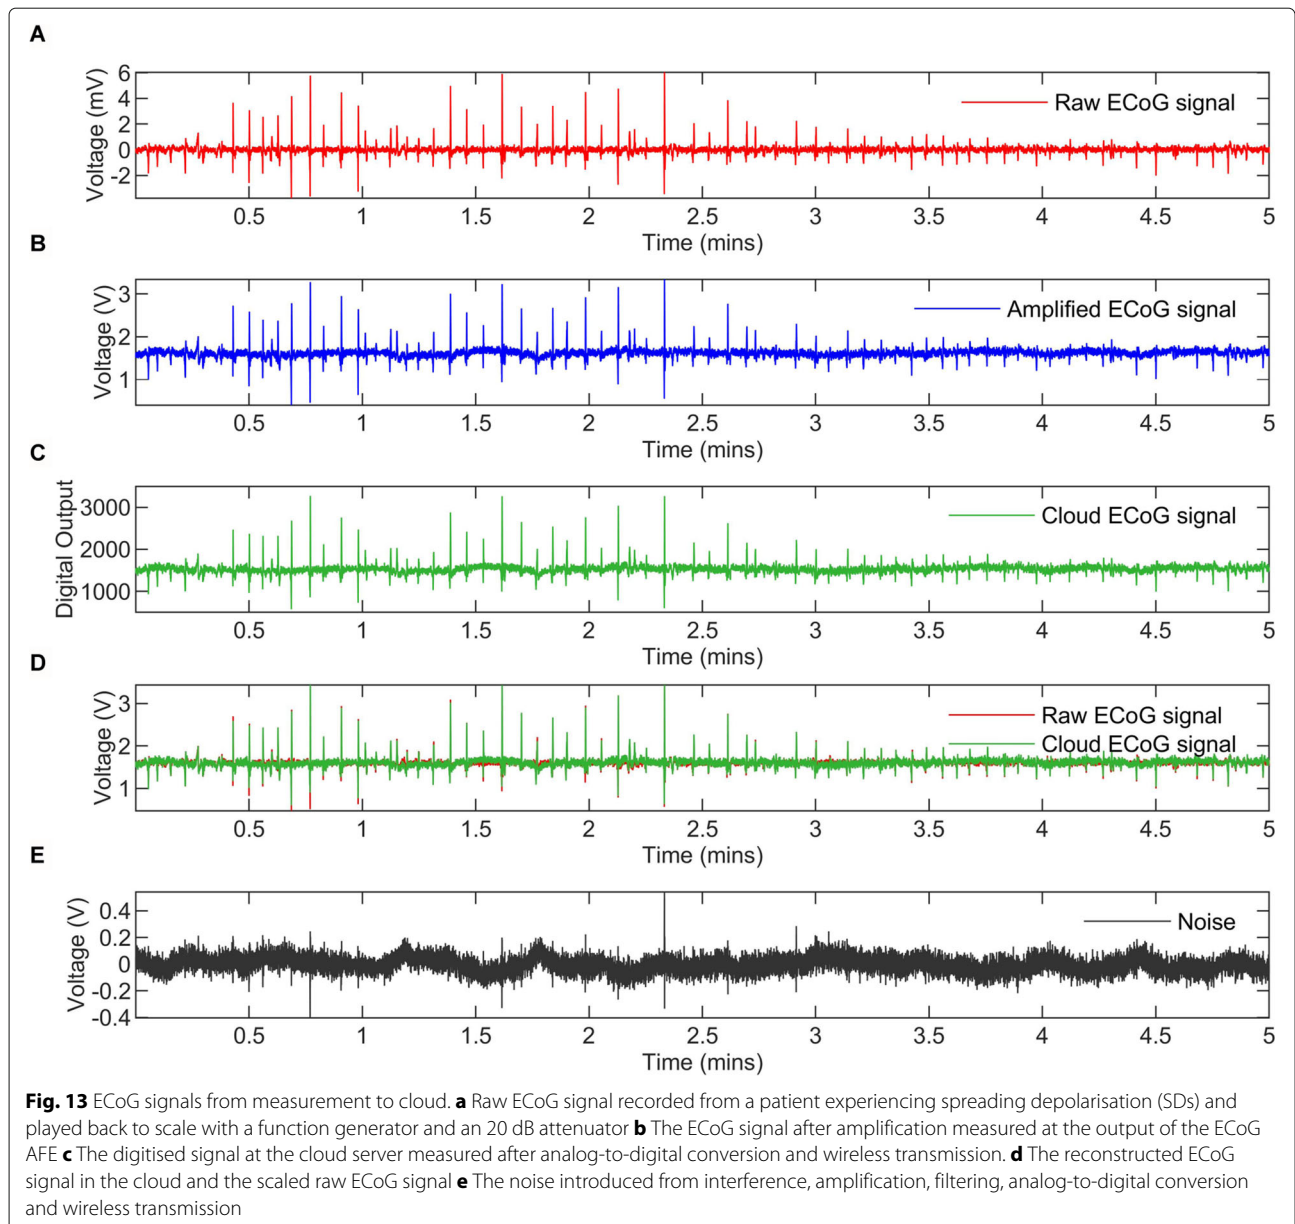 A
6
4
2
0
-2
Voltage (mV)
Raw ECoG signal
0.5 1 1.5 2 2.5 3 3.5 4 4.5 5
Time (mins)
B
3
2
1
Voltage (V)
Amplified ECoG signal
0.5 1 1.5 2 2.5 3 3.5 4 4.5 5
Time (mins)
C
3000
2000
1000
Digital Output
Cloud ECoG signal
0.5 1 1.5 2 2.5 3 3.5 4 4.5 5
Time (mins)
D
3
2
1
Voltage (V)
Raw ECoG signal
Cloud ECoG signal
0.5 1 1.5 2 2.5 3 3.5 4 4.5 5
Time (mins)
E
0.4
0.2
0
-0.2
-0.4
Voltage (V)
Noise
0.5 1 1.5 2 2.5 3 3.5 4 4.5 5
Time (mins)
Fig. 13 ECoG signals from measurement to cloud. a Raw ECoG signal recorded from a patient experiencing spreading depolarisation (SDs) and
played back to scale with a function generator and an 20 dB attenuator b The ECoG signal after amplification measured at the output of the ECoG
AFE c The digitised signal at the cloud server measured after analog-to-digital conversion and wireless transmission. d The reconstructed ECoG
signal in the cloud and the scaled raw ECoG signal e The noise introduced from interference, amplification, filtering, analog-to-digital conversion
and wireless transmission